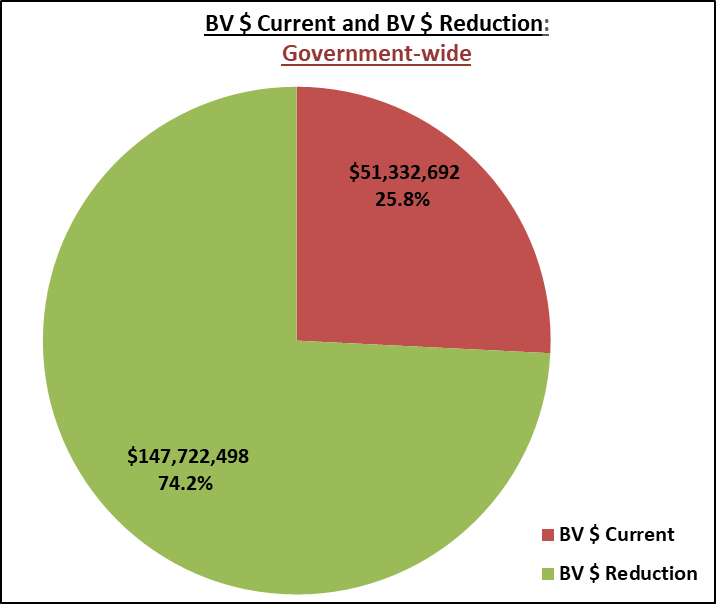 BV $ Current and BV $ Reduction:
Government-wide
$51,332,692
25.8%
$147,722,498
74.2%
BV $ Current
BV $ Reduction